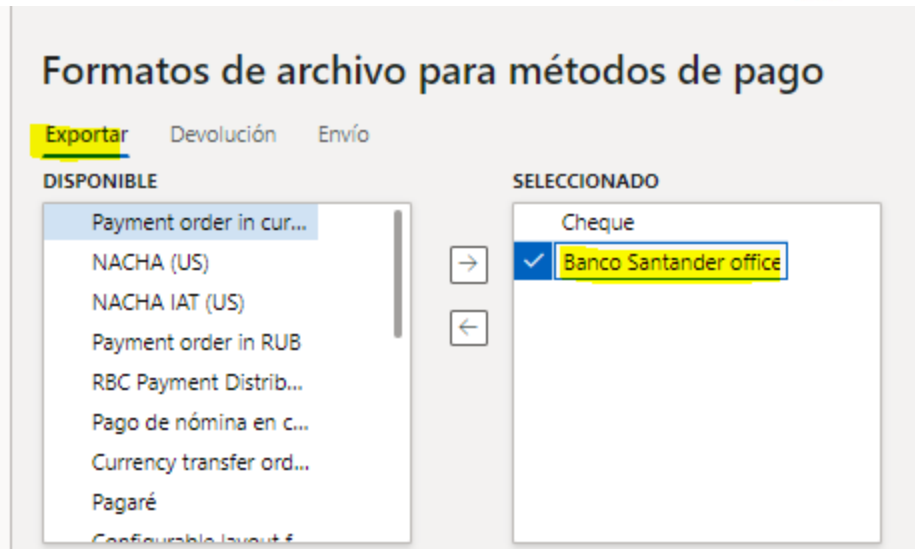 Formatos de archivo para métodos de pago
Exportar Devolución Envío
DISPONIBLE
Payment order in cur...
NACHA (US)
NACHA IAT (US)
Payment order in RUB
RBC Payment Distrib...
Pago de nómina en c...
Currency transfer ord...
Pagaré
Configurable layout f
SELECCIONADO
Cheque
Banco Santander office